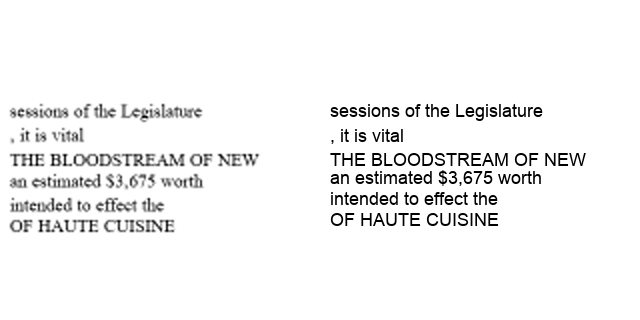 sessions of the Legislature
, it is vital
THE BLOODSTREAM OF NEW
an estimated $3,675 worth
intended to effect the
OF HAUTE CUISINE
sessions of the Legislature
, it is vital
THE BLOODSTREAM OF NEW
an estimated $3,675 worth
intended to effect the
OF HAUTE CUISINE